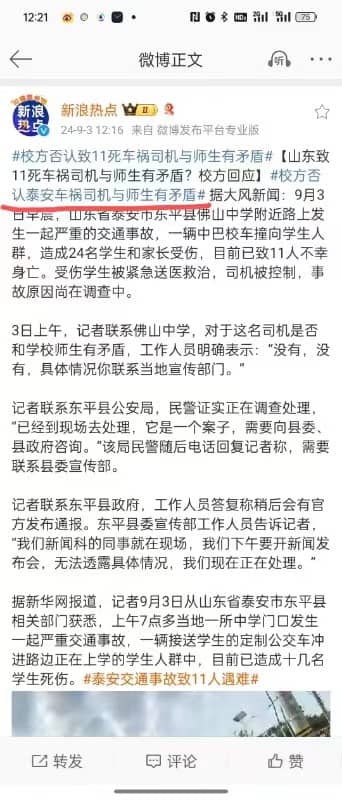 12:21
75
微博正文
听
新浪热点
24-9-3 12:16 来自 微博发布平台专业版
#校方否认致11死车祸司机与师生有矛盾#【山东致
11死车祸司机与师生有矛盾？校方回应】#校方否
认泰安车祸司机与师生有矛盾# 据大风新闻：9月3
日早晨，山东省泰安市东平县佛山中学附近路上发
生一起严重的交通事故，一辆中巴校车撞向学生人
群，造成24名学生和家长受伤，目前已致11人不幸
身亡。受伤学生被紧急送医救治，司机被控制，事
故原因尚在调查中。
3日上午，记者联系佛山中学，对于这名司机是否
和学校师生有矛盾，工作人员明确表示：“没有，没
有，具体情况你联系当地宣传部门。”
记者联系东平县公安局，民警证实正在调查处理，
“已经到现场去处理，它是一个案子，需要向县委、
县政府咨询。“该局民警随后电话回复记者称，需要
联系县委宣传部。
记者联系东平县政府，工作人员答复称稍后会有官
方发布通报。东平县委宣传部工作人员告诉记者，
“我们新闻科的同事就在现场，我们下午要开新闻发
布会，无法透露具体情况，我们现在正在处理。”
据新华网报道，记者9月3日从山东省泰安市东平县
相关部门获悉，上午7点多当地一所中学门口发生
一起严重交通事故，一辆接送学生的定制公交车冲
进路边正在上学的学生人群中，目前已造成十几名
学生死伤。#泰安交通事故致11人遇难#
转发 评论 赞